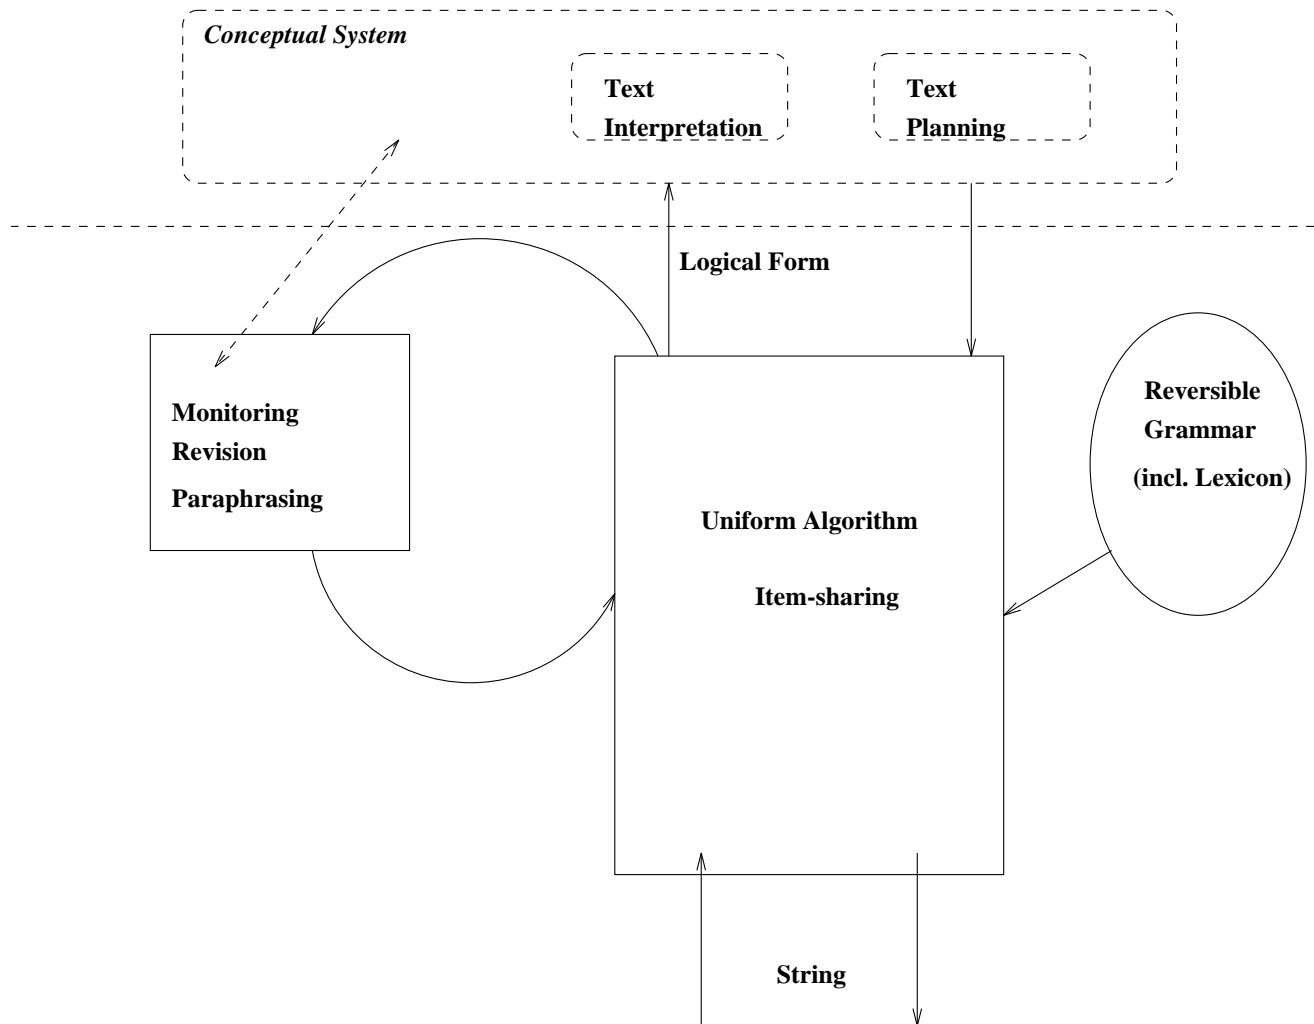 Conceptual System
Text
Interpretation
Text
Planning
Logical Form
Monitoring
Revision
Paraphrasing
Reversible
Grammar
(incl. Lexicon)
Uniform Algorithm
Item-sharing
String